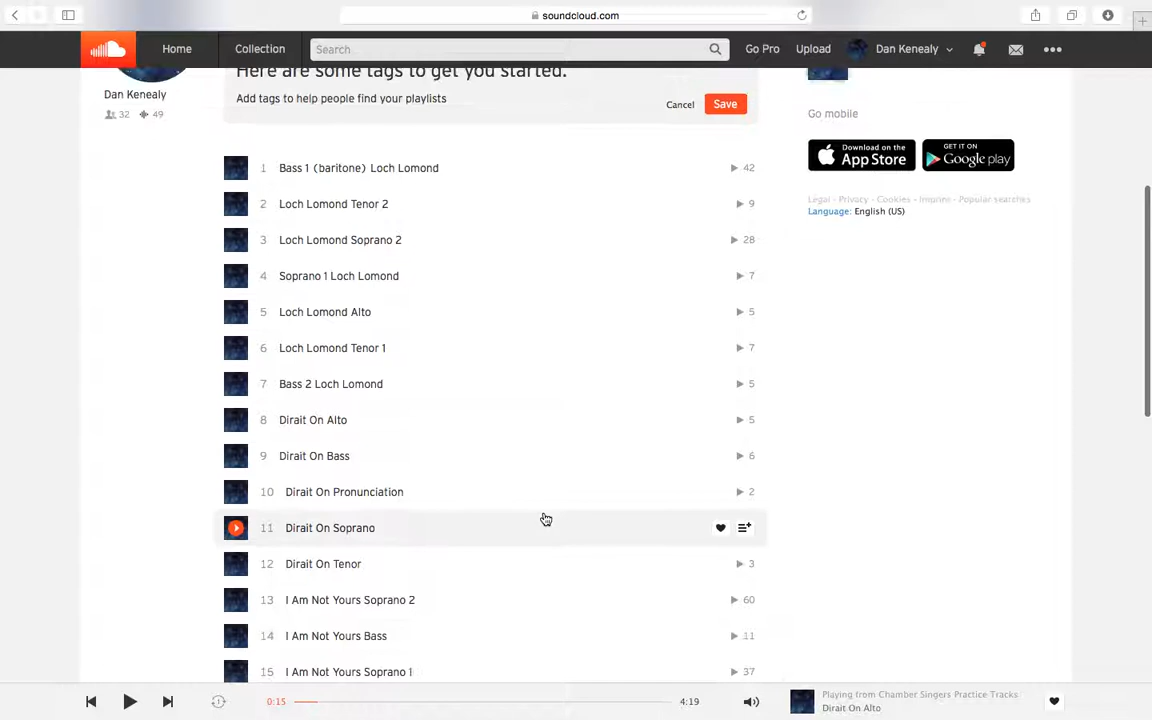 soundcloud.com
Home
Collection
Search
Go Pro
Upload
Dan Kenealy
Here are some tags to get you started.
Dan Kenealy
Add tags to help people find your playlists
Cancel
Save
32
49
Go mobile
Download on the
App Store
GET IT ON
Google play
Legal - Privacy - Cookies - Imprint - Popular searches
Language: English (US)
1 Bass 1 (baritone) Loch Lomond 42
2 Loch Lomond Tenor 2 9
3 Loch Lomond Soprano 2 28
4 Soprano 1 Loch Lomond 7
5 Loch Lomond Alto 5
6 Loch Lomond Tenor 1 7
7 Bass 2 Loch Lomond 5
8 Dirait On Alto 5
9 Dirait On Bass 6
10 Dirait On Pronunciation 2
11 Dirait On Soprano
12 Dirait On Tenor 3
13 I Am Not Yours Soprano 2 60
14 I Am Not Yours Bass 11
15 I Am Not Yours Soprano 1 37
1
0:15
4:19
Playing from Chamber Singers Practice Tracks
Dirait On Alto